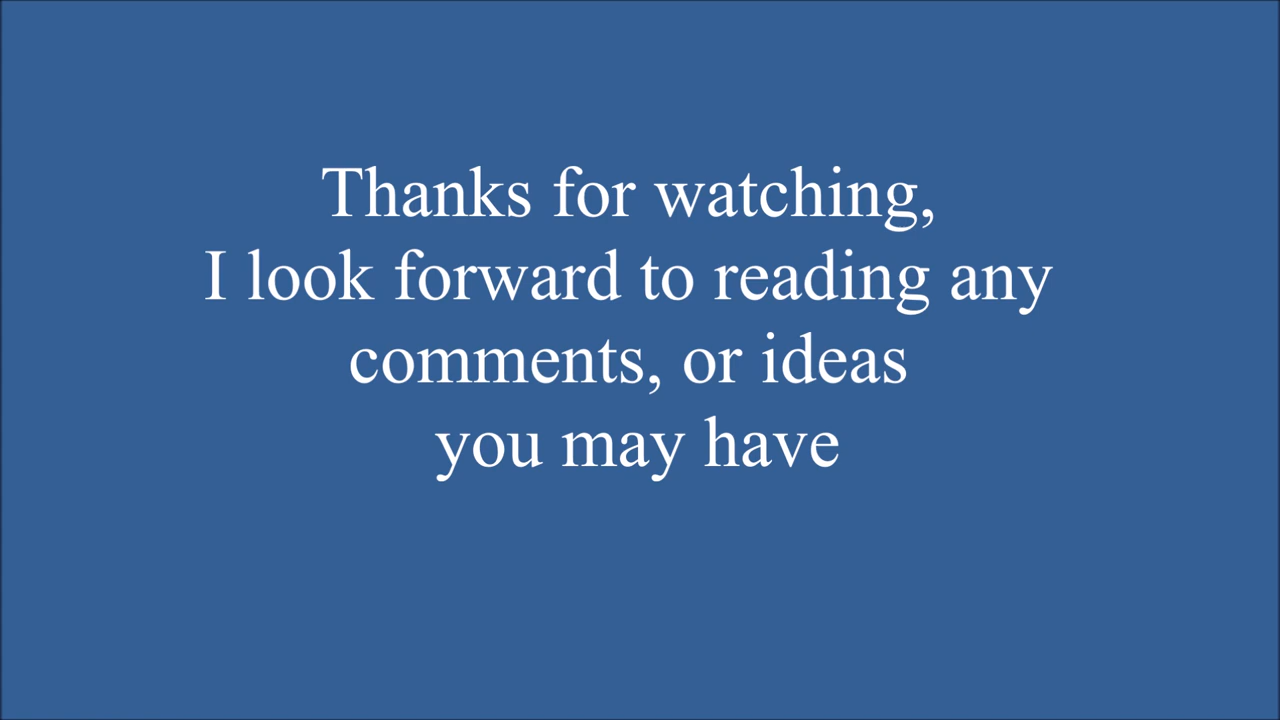 Thanks for watching,
I look forward to reading any
comments, or ideas
you may have